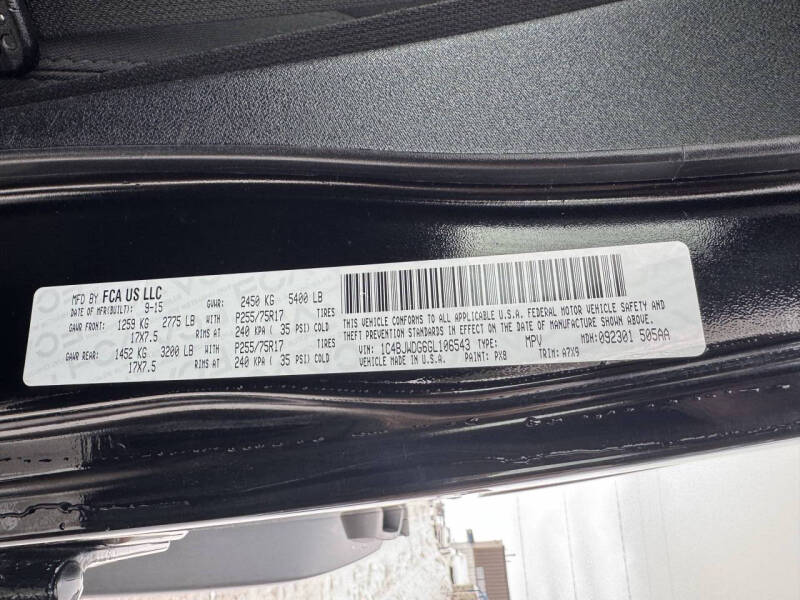 MFD BY FCA US LLC
DATE OF MFR(BUILT): 9-15 GVWR: 2450 KG 5400 LB
GAWR FRONT: 1259 KG 2775 LB WITH P255/75R17 TIRES
17X7.5 RIMS AT 240 KPA ( 35 PSI) COLD
GAWR REAR: 1452 KG 3200 LB WITH P255/75R17 TIRES
17X7.5 RIMS AT 240 KPA ( 35 PSI) COLD
THIS VEHICLE CONFORMS TO ALL APPLICABLE U.S.A. FEDERAL MOTOR VEHICLE SAFETY AND
THEFT PREVENTION STANDARDS IN EFFECT ON THE DATE OF MANUFACTURE SHOWN ABOVE.
VIN: 1C4BJWDG6GL106543 TYPE: MPV MDH:092301 505AA
VEHICLE MADE IN U.S.A. PAINT: PX8 TRIM: A7X9